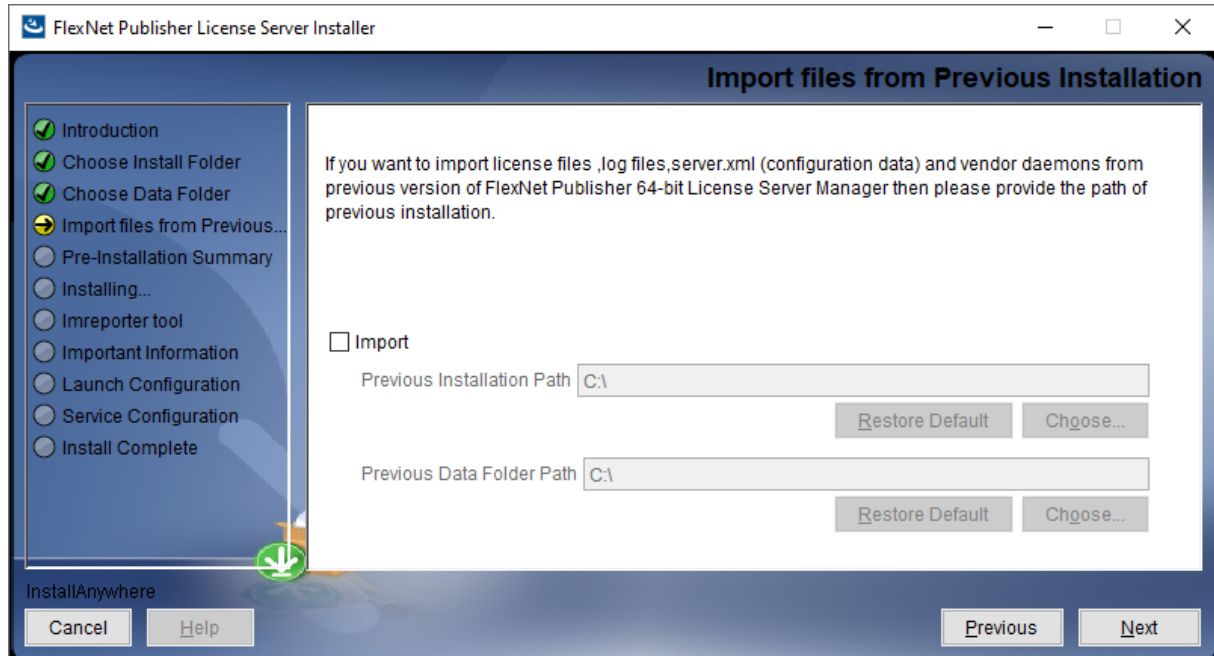 FlexNet Publisher License Server Installer
Import files from Previous Installation
Introduction
Choose Install Folder
Choose Data Folder
Import files from Previous...
Pre-Installation Summary
Installing...
lmreporter tool
Important Information
Launch Configuration
Service Configuration
Install Complete
If you want to import license files ,log files,server.xml (configuration data) and vendor daemons from
previous version of FlexNet Publisher 64-bit License Server Manager then please provide the path of
previous installation.
Import
Previous Installation Path C:\
Restore Default Choose...
Previous Data Folder Path C:\
Restore Default Choose...
InstallAnywhere
Cancel Help Previous Next